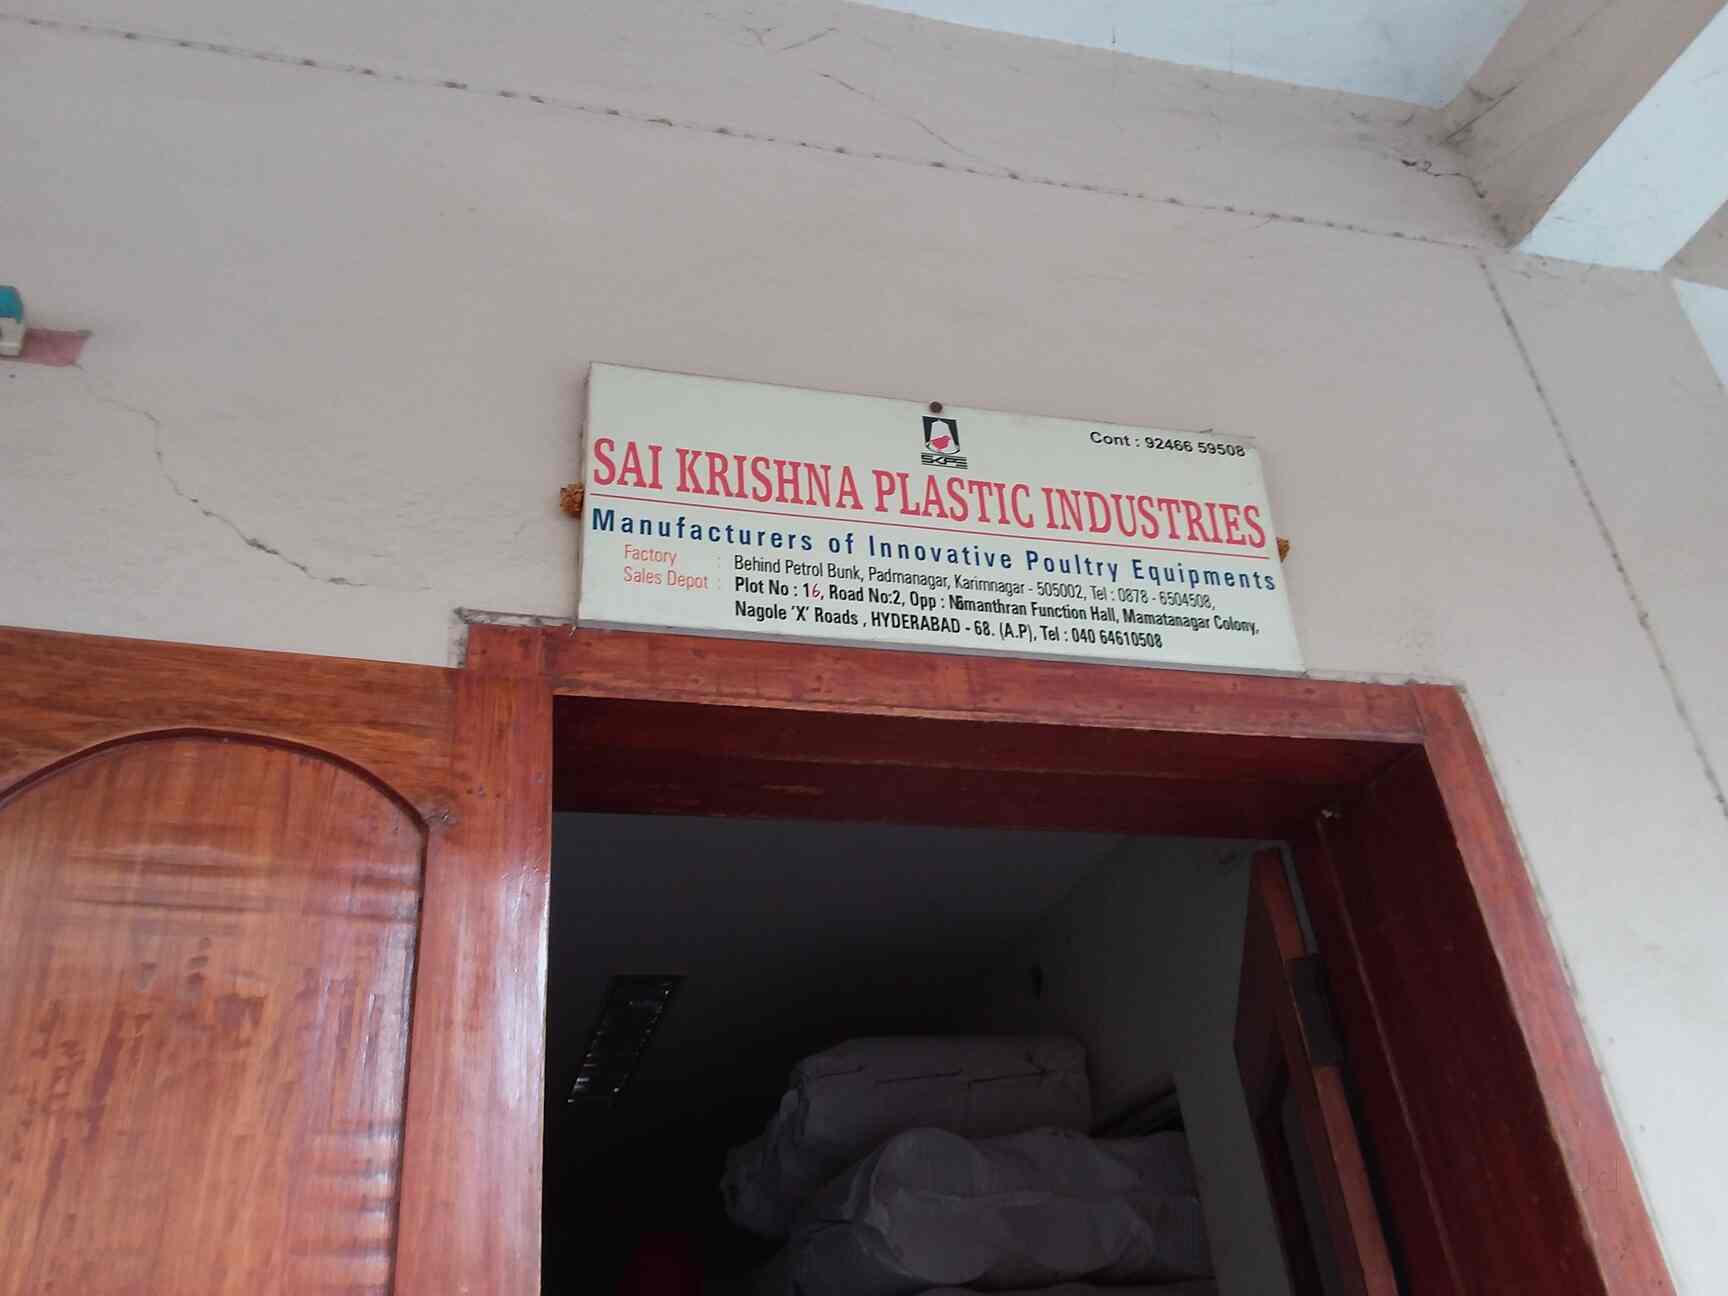 Cont : 92466 59508
SKPE
SAI KRISHNA PLASTIC INDUSTRIES
Manufacturers of Innovative Poultry Equipments
Factory : Behind Petrol Bunk, Padmanagar, Karimnagar - 505002, Tel : 0878 - 6504508,
Sales Depot : Plot No : 16, Road No:2, Opp : Nimanthran Function Hall, Mamatanagar Colony,
Nagole 'X' Roads , HYDERABAD - 68. (A.P), Tel : 040 64610508